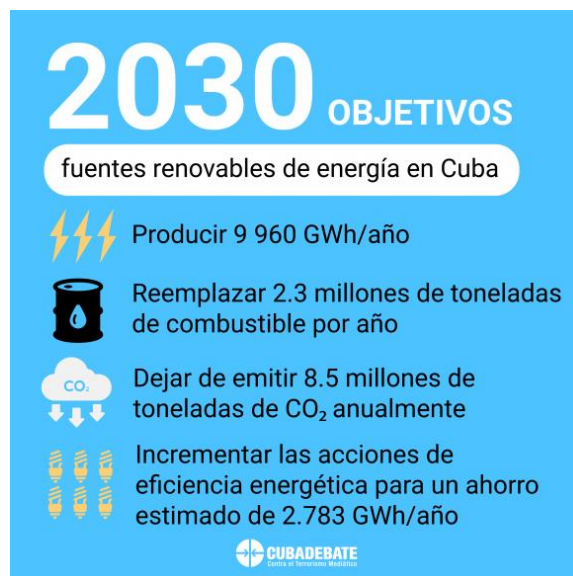 2030 OBJETIVOS
fuentes renovables de energía en Cuba
Producir 9 960 GWh/año
Reemplazar 2.3 millones de toneladas
de combustible por año
CO₂
Dejar de emitir 8.5 millones de
toneladas de CO₂ anualmente
Incrementar las acciones de
eficiencia energética para un ahorro
estimado de 2.783 GWh/año
CUBADEBATE
Contra el Terrorismo Mediático